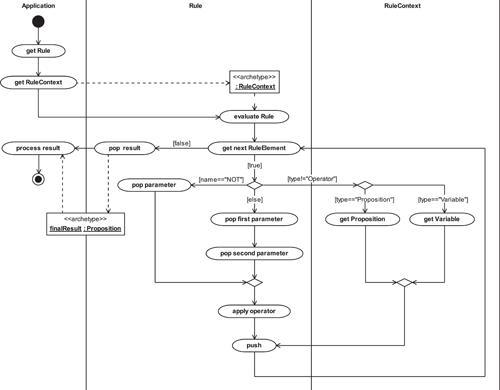 Application
Rule
RuleContext
get Rule
get RuleContext
<<archetype>>
: RuleContext
evaluate Rule
process result
pop result
[false]
get next RuleElement
[true]
pop parameter
[name=="NOT"]
[type!="Operator"]
[else]
[type=="Proposition"]
[type=="Variable"]
<<archetype>>
finalResult : Proposition
pop first parameter
get Proposition
get Variable
pop second parameter
apply operator
push